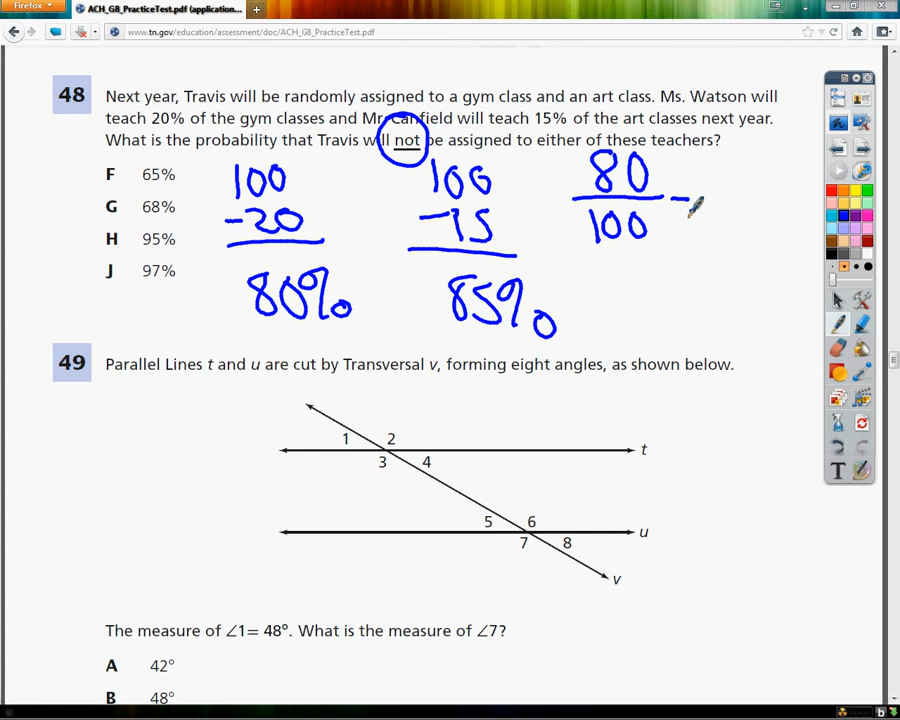 Firefox
ACH_G8_PracticeTest.pdf (application...
www.tn.gov/education/assessment/doc/ACH_G8_PracticeTest.pdf
48 Next year, Travis will be randomly assigned to a gym class and an art class. Ms. Watson will
teach 20% of the gym classes and Mr. Canfield will teach 15% of the art classes next year.
What is the probability that Travis will not be assigned to either of these teachers?
F 65%
G 68%
H 95%
J 97%
100
-20
80%
100
-15
85%
80
100
-
49 Parallel Lines t and u are cut by Transversal v, forming eight angles, as shown below.
1 2
3 4
t
5 6
7 8
u
v
The measure of ∠1= 48°. What is the measure of ∠7?
A 42°
B 48°
T